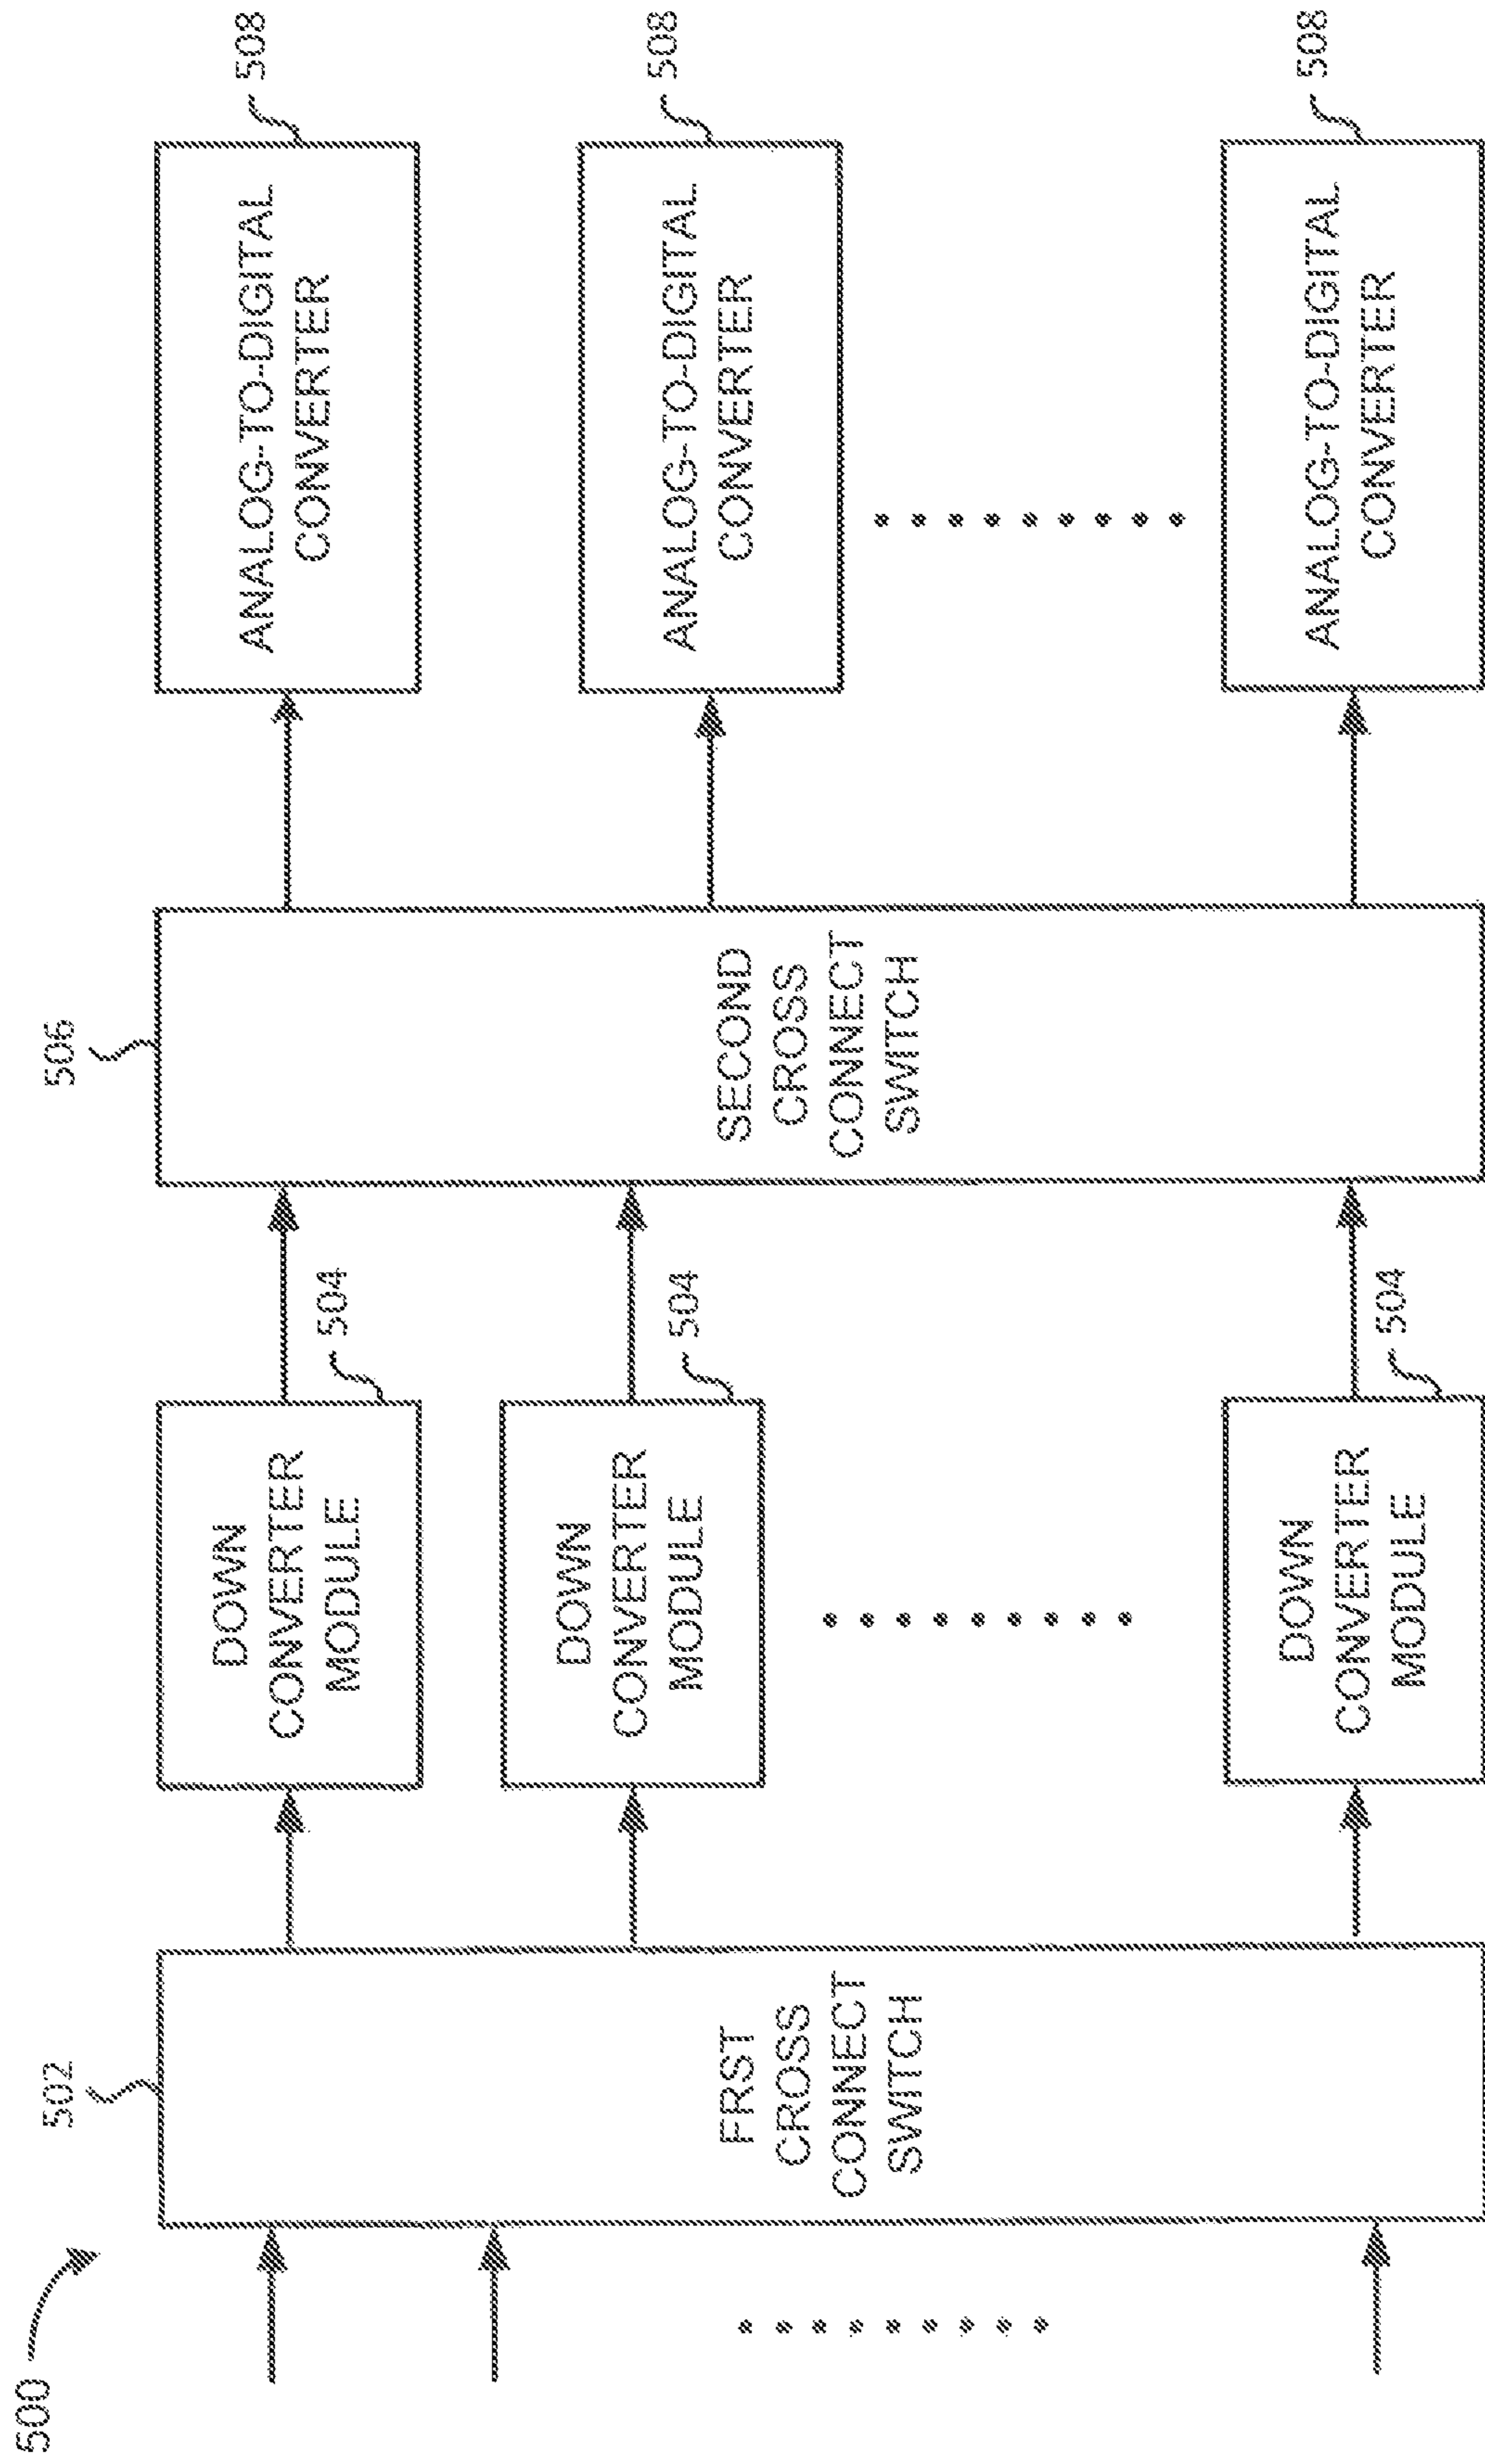 500
502
FRST
CROSS
CONNECT
SWITCH
DOWN
CONVERTER
MODULE
504
DOWN
CONVERTER
MODULE
504
DOWN
CONVERTER
MODULE
504
506
SECOND
CROSS
CONNECT
SWITCH
ANALOG-TO-DIGITAL
CONVERTER
508
ANALOG-TO-DIGITAL
CONVERTER
508
ANALOG-TO-DIGITAL
CONVERTER
508